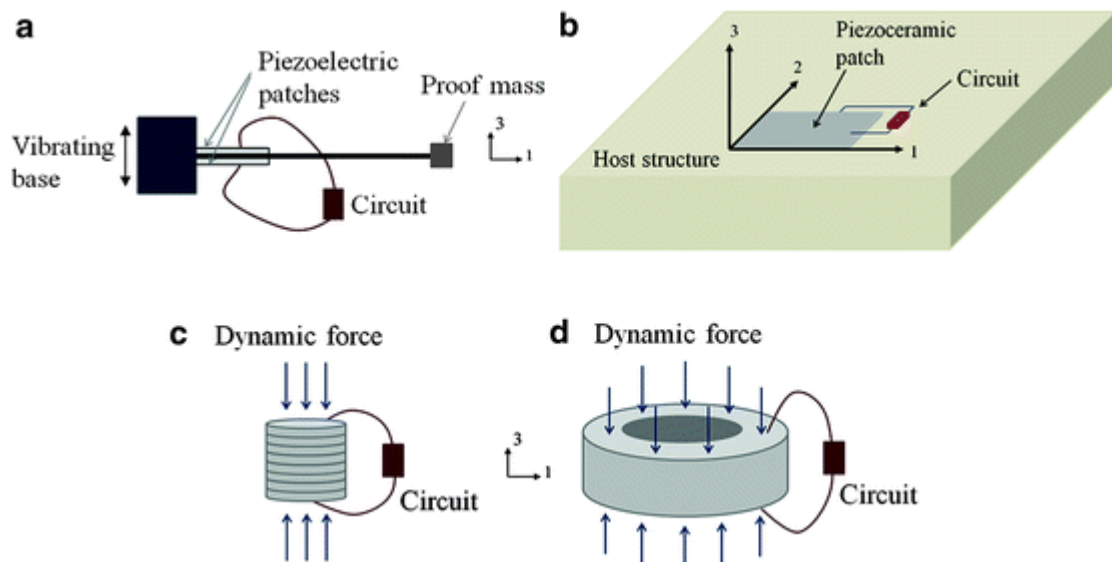 a
Piezoelectric
patches
Proof mass
3
1
Vibrating
base
Circuit
b
3
Piezoceramic
patch
2
Circuit
Host structure
1
c
Dynamic force
Circuit
3
1
d
Dynamic force
Circuit